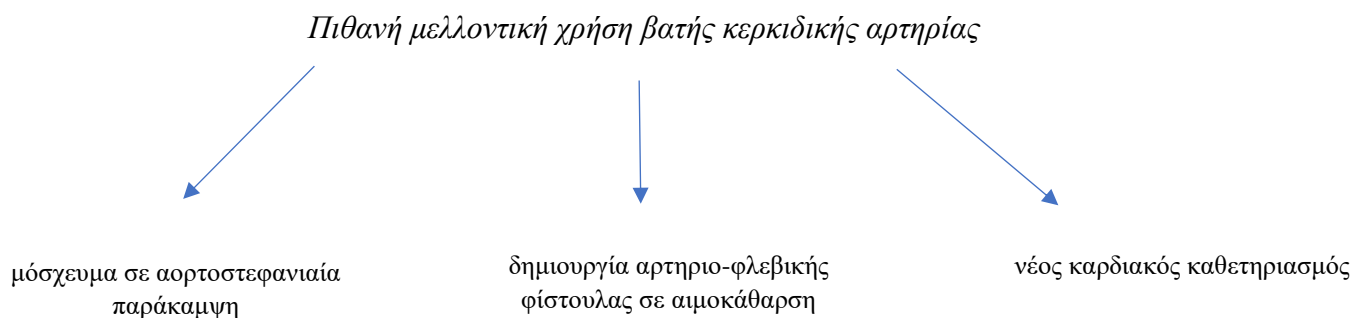 Πιθανή μελλοντική χρήση βατής κερκιδικής αρτηρίας
μόσχευμα σε αορτοστεφανιαία
παράκαμψη
δημιουργία αρτηριο-φλεβικής
φίστουλας σε αιμοκάθαρση
νέος καρδιακός καθετηριασμός